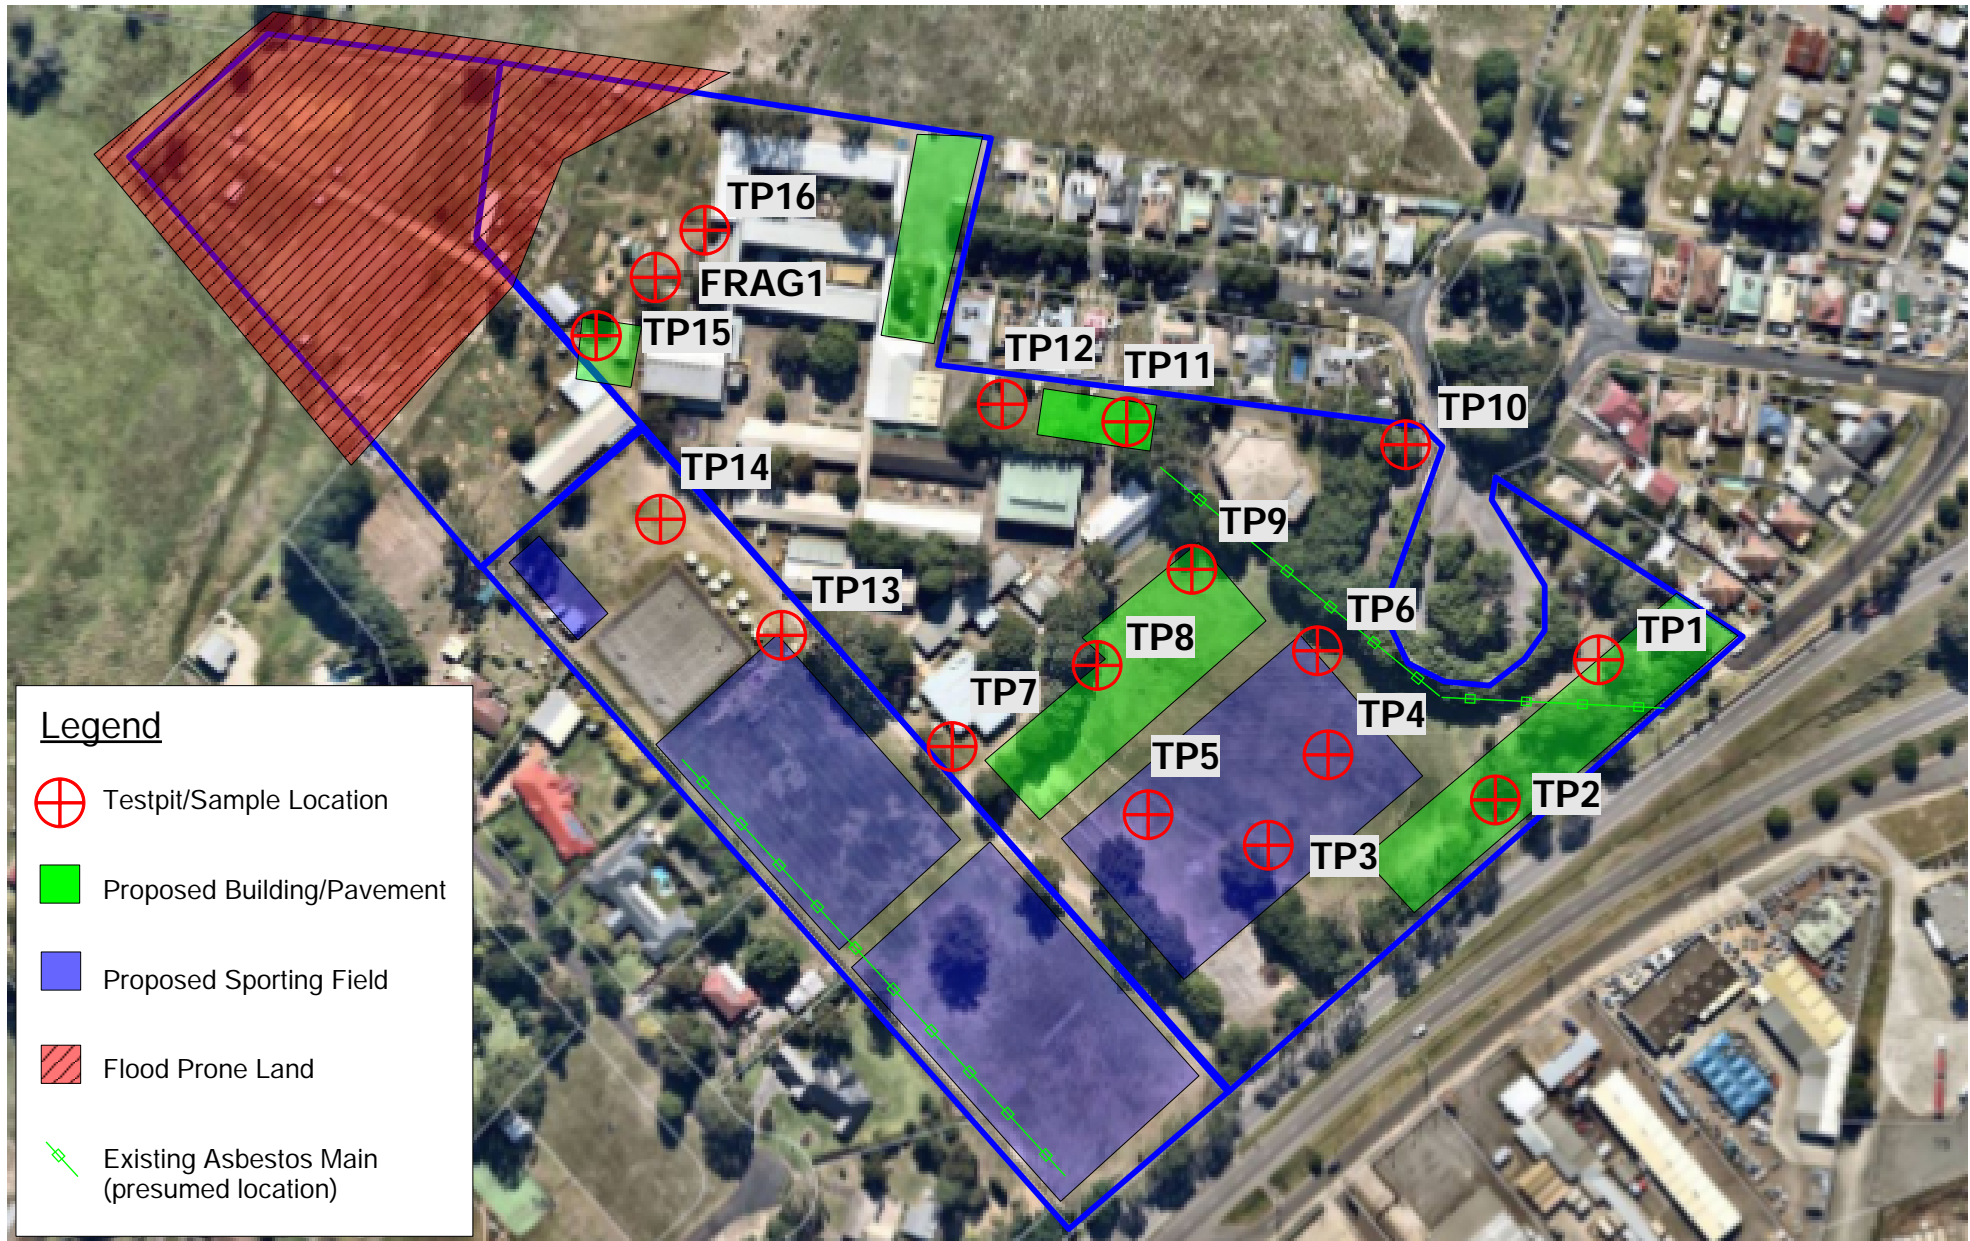 TP16
FRAG1
TP15
TP12
TP11
TP10
TP14
TP9
TP13
TP6
TP8
TP1
TP7
TP4
TP5
TP2
TP3
Legend
Testpit/Sample Location
Proposed Building/Pavement
Proposed Sporting Field
Flood Prone Land
Existing Asbestos Main
(presumed location)